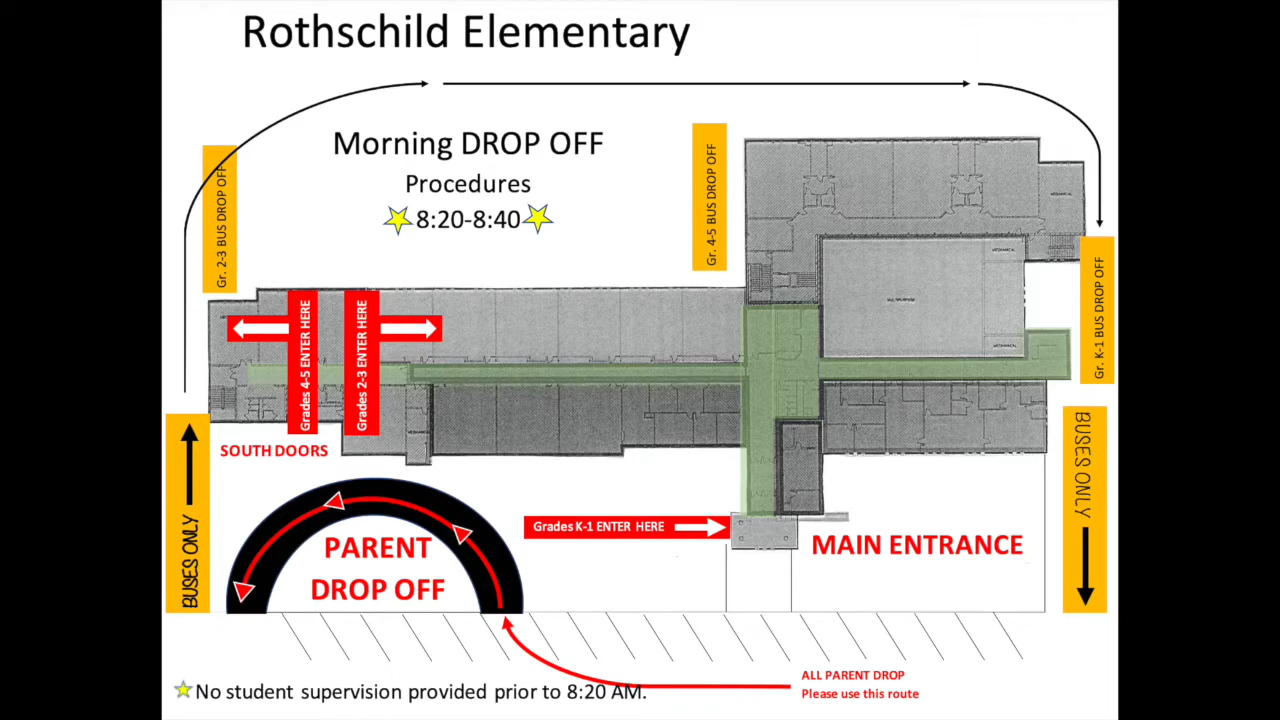 Rothschild Elementary
Morning DROP OFF
Procedures
8:20-8:40
Gr. 2-3 BUS DROP OFF
Gr. 4-5 BUS DROP OFF
Gr. K-1 BUS DROP OFF
MECHANICAL
MECHANICAL
MECHANICAL
Grades 4-5 ENTER HERE
Grades 2-3 ENTER HERE
SOUTH DOORS
BUSES ONLY
BUSES ONLY
Grades K-1 ENTER HERE
MAIN ENTRANCE
PARENT
DROP OFF
ALL PARENT DROP
Please use this route
No student supervision provided prior to 8:20 AM.